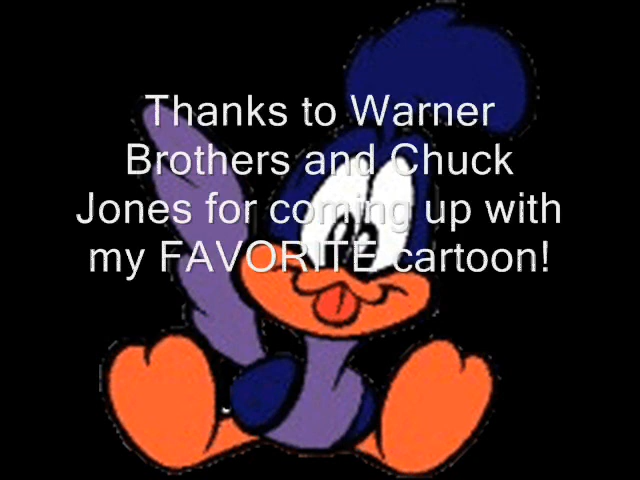 Thanks to Warner
Brothers and Chuck
Jones for coming up with
my FAVORITE cartoon!